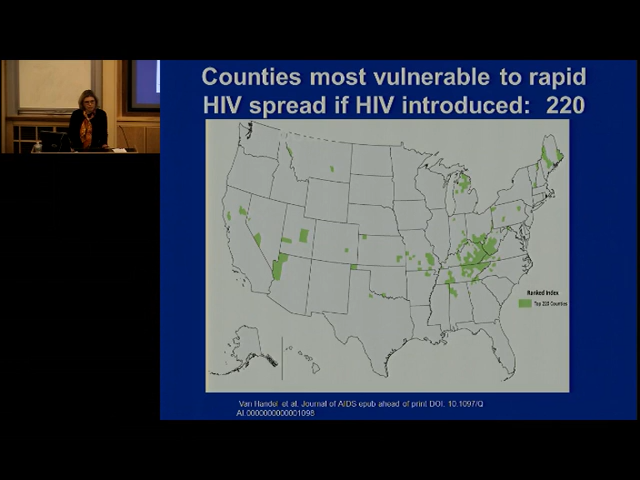 Counties most vulnerable to rapid
HIV spread if HIV introduced: 220
Ranked Index
Top 220 Counties
Van Handel et al. Journal of AIDS epub ahead of print DOI. 10.1097/Q
AI.0000000000001098